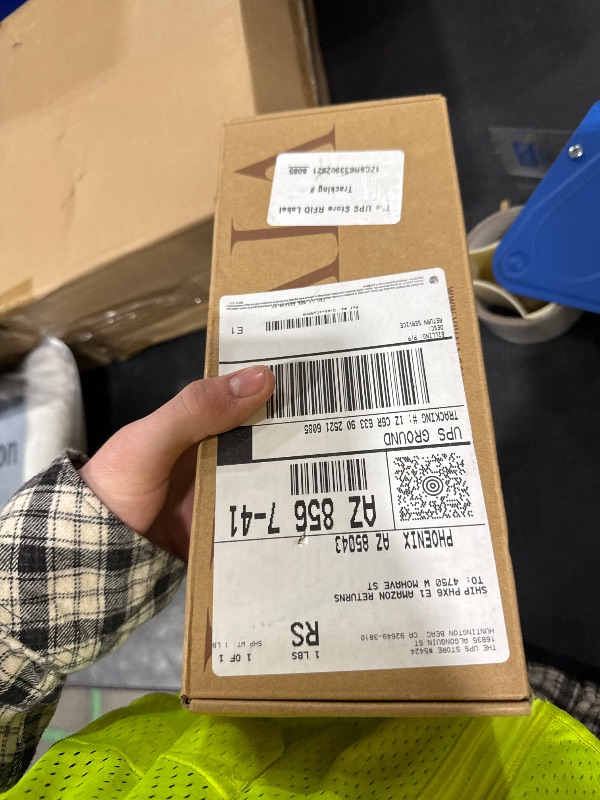 THE UPS STORE #5424
16835 ALGONQUIN ST
HUNTINGTON BEAC CA 92649-3810
1 LBS
1 OF 1
SHP WT: 1 LB
RS
SHIP PHX6 E1 AMAZON RETURNS
TO: 4750 W MOHAVE ST
PHOENIX AZ 85043
AZ 856 7-41
UPS GROUND
TRACKING #: 1Z C6R 633 90 2521 6085
BILLING: P/P
DESC:
RETURN SERVICE
E1
The UPS Store RFID Label
Tracking #
1ZC6R633902521 6085